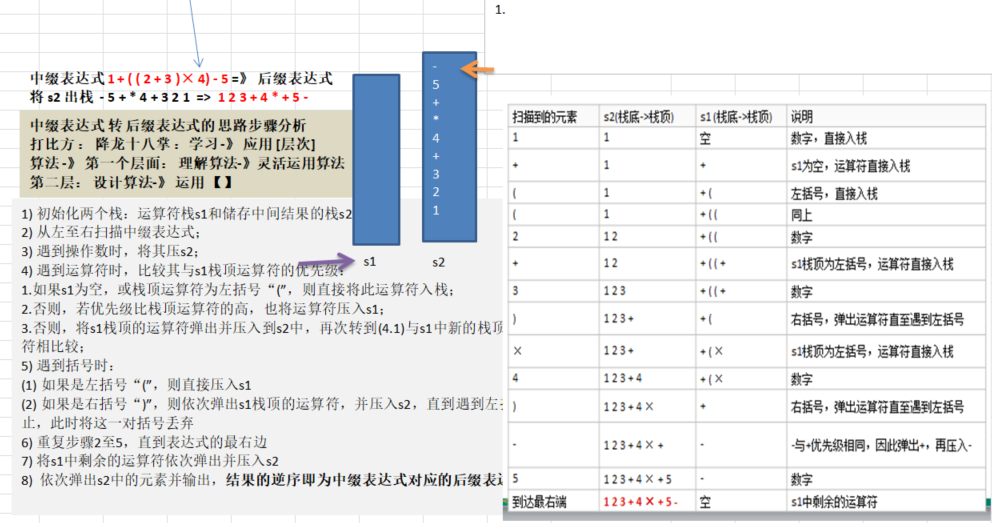 1.
中缀表达式 1 + ( ( 2 + 3 )× 4) - 5 =》 后缀表达式
将 s2 出栈 - 5 + * 4 + 3 2 1 => 1 2 3 + 4 * + 5 -
中缀表达式 转 后缀表达式的 思路步骤分析
打比方 ： 降龙十八掌 ：学习 -》 应用 [层次]
算法 -》 第一个层面： 理解算法-》灵活运用算法
第二层： 设计算法-》 运用 【 】
1) 初始化两个栈：运算符栈s1和储存中间结果的栈s2
2) 从左至右扫描中缀表达式；
3) 遇到操作数时，将其压s2；
4) 遇到运算符时，比较其与s1栈顶运算符的优先级：
1.如果s1为空，或栈顶运算符为左括号“(”，则直接将此运算符入栈；
2.否则，若优先级比栈顶运算符的高，也将运算符压入s1；
3.否则，将s1栈顶的运算符弹出并压入到s2中，再次转到(4.1)与s1中新的栈顶
符相比较；
5) 遇到括号时：
(1) 如果是左括号“(”，则直接压入s1
(2) 如果是右括号“)”，则依次弹出s1栈顶的运算符，并压入s2，直到遇到左
止，此时将这一对括号丢弃
6) 重复步骤2至5，直到表达式的最右边
7) 将s1中剩余的运算符依次弹出并压入s2
8) 依次弹出s2中的元素并输出，结果的逆序即为中缀表达式对应的后缀表
s1
-
5
+
*
4
+
3
2
1
s2
扫描到的元素 s2(栈底->栈顶) s1 (栈底->栈顶) 说明
1 1 空 数字，直接入栈
+ 1 + s1为空，运算符直接入栈
( 1 + ( 左括号，直接入栈
( 1 + ( ( 同上
2 1 2 + ( ( 数字
+ 1 2 + ( ( + s1栈顶为左括号，运算符直接入栈
3 1 2 3 + ( ( + 数字
) 1 2 3 + + ( 右括号，弹出运算符直至遇到左括号
× 1 2 3 + + ( × s1栈顶为左括号，运算符直接入栈
4 1 2 3 + 4 + ( × 数字
) 1 2 3 + 4 × + 右括号，弹出运算符直至遇到左括号
- 1 2 3 + 4 × + - -与+优先级相同，因此弹出+，再压入-
5 1 2 3 + 4 × + 5 - 数字
到达最右端 1 2 3 + 4 × + 5 - 空 s1中剩余的运算符